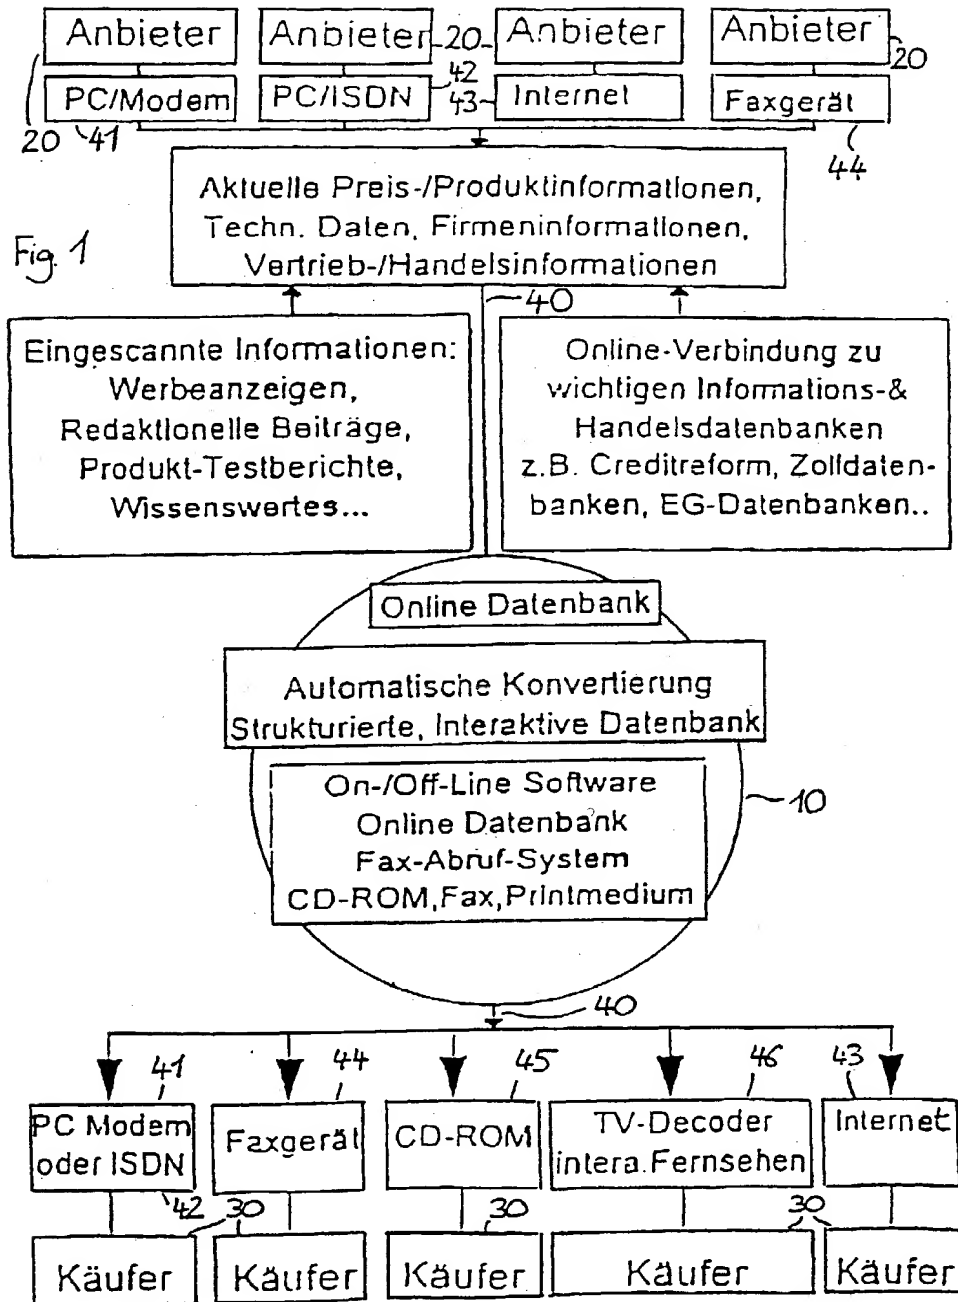 Anbieter
Anbieter
20
Anbieter
Anbieter
20
PC/Modem
PC/ISDN
42
43
Internet
Faxgerät
20
41
44
Aktuelle Preis-/Produktinformationen,
Techn. Daten, Firmeninformationen,
Vertrieb-/Handelsinformationen
Fig. 1
40
Eingescannte Informationen:
Werbeanzeigen,
Redaktionelle Beiträge,
Produkt-Testberichte,
Wissenswertes...
Online-Verbindung zu
wichtigen Informations-&
Handelsdatenbanken
z.B. Creditreform, Zolldaten-
banken, EG-Datenbanken..
Online Datenbank
Automatische Konvertierung
Strukturierte, Interaktive Datenbank
On-/Off-Line Software
Online Datenbank
Fax-Abruf-System
CD-ROM,Fax,Printmedium
10
40
41
44
45
46
43
PC Modem
oder ISDN
Faxgerät
CD-ROM
TV-Decoder
intera.Fernsehen
Internet
42
30
30
30
Käufer
Käufer
Käufer
Käufer
Käufer